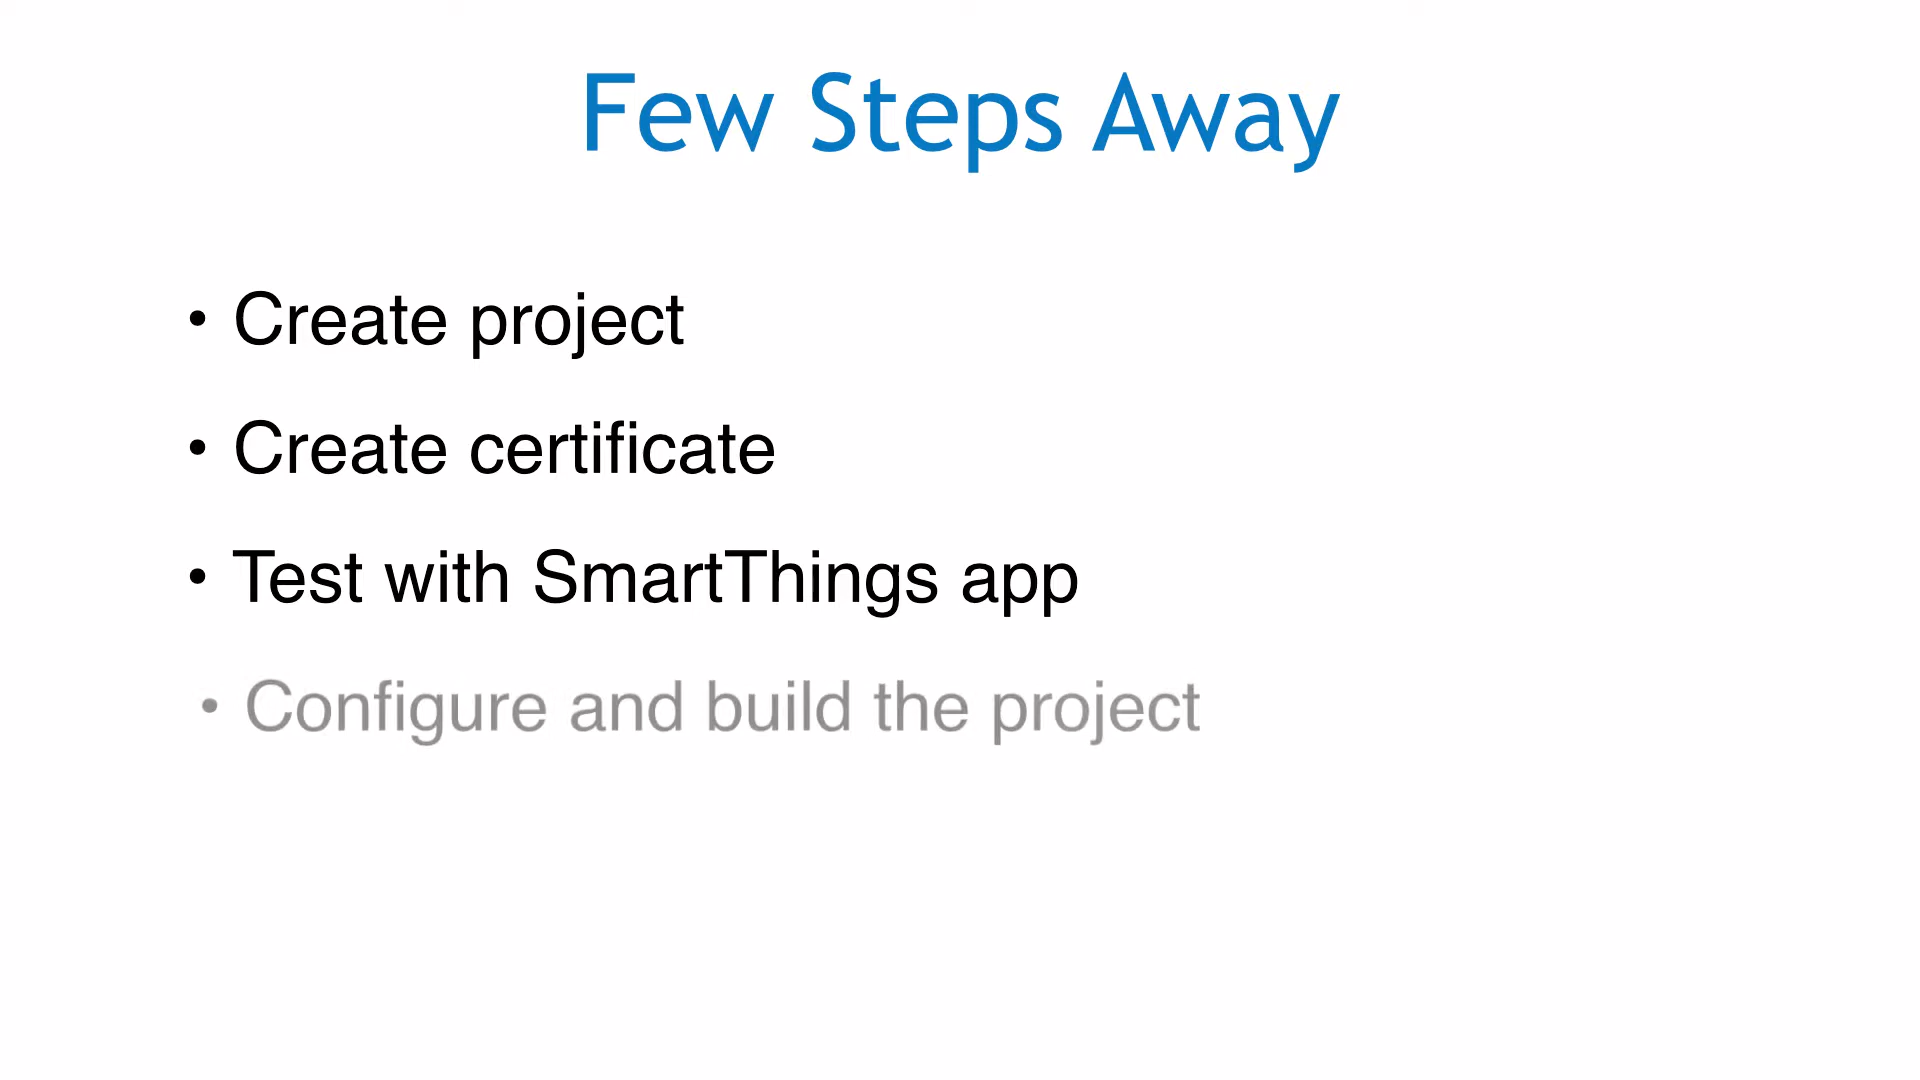 Few Steps Away
• Create project
• Create certificate
• Test with SmartThings app
• Configure and build the project